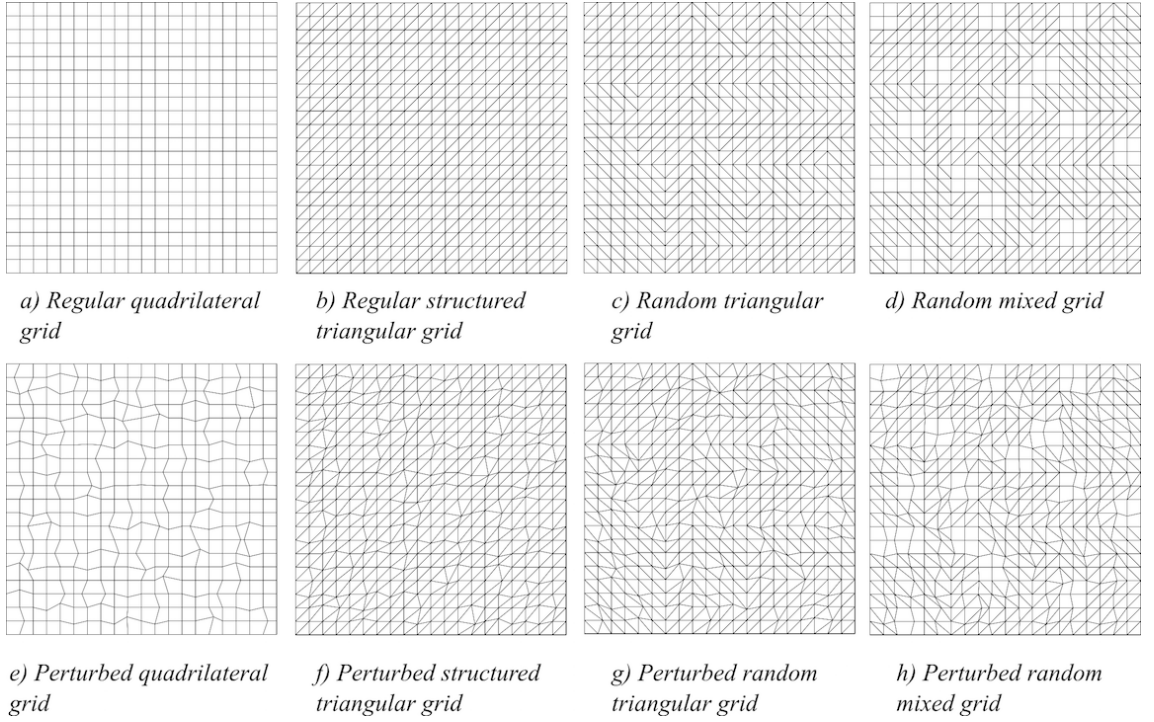 a) Regular quadrilateral
grid
b) Regular structured
triangular grid
c) Random triangular
grid
d) Random mixed grid
e) Perturbed quadrilateral
grid
f) Perturbed structured
triangular grid
g) Perturbed random
triangular grid
h) Perturbed random
mixed grid